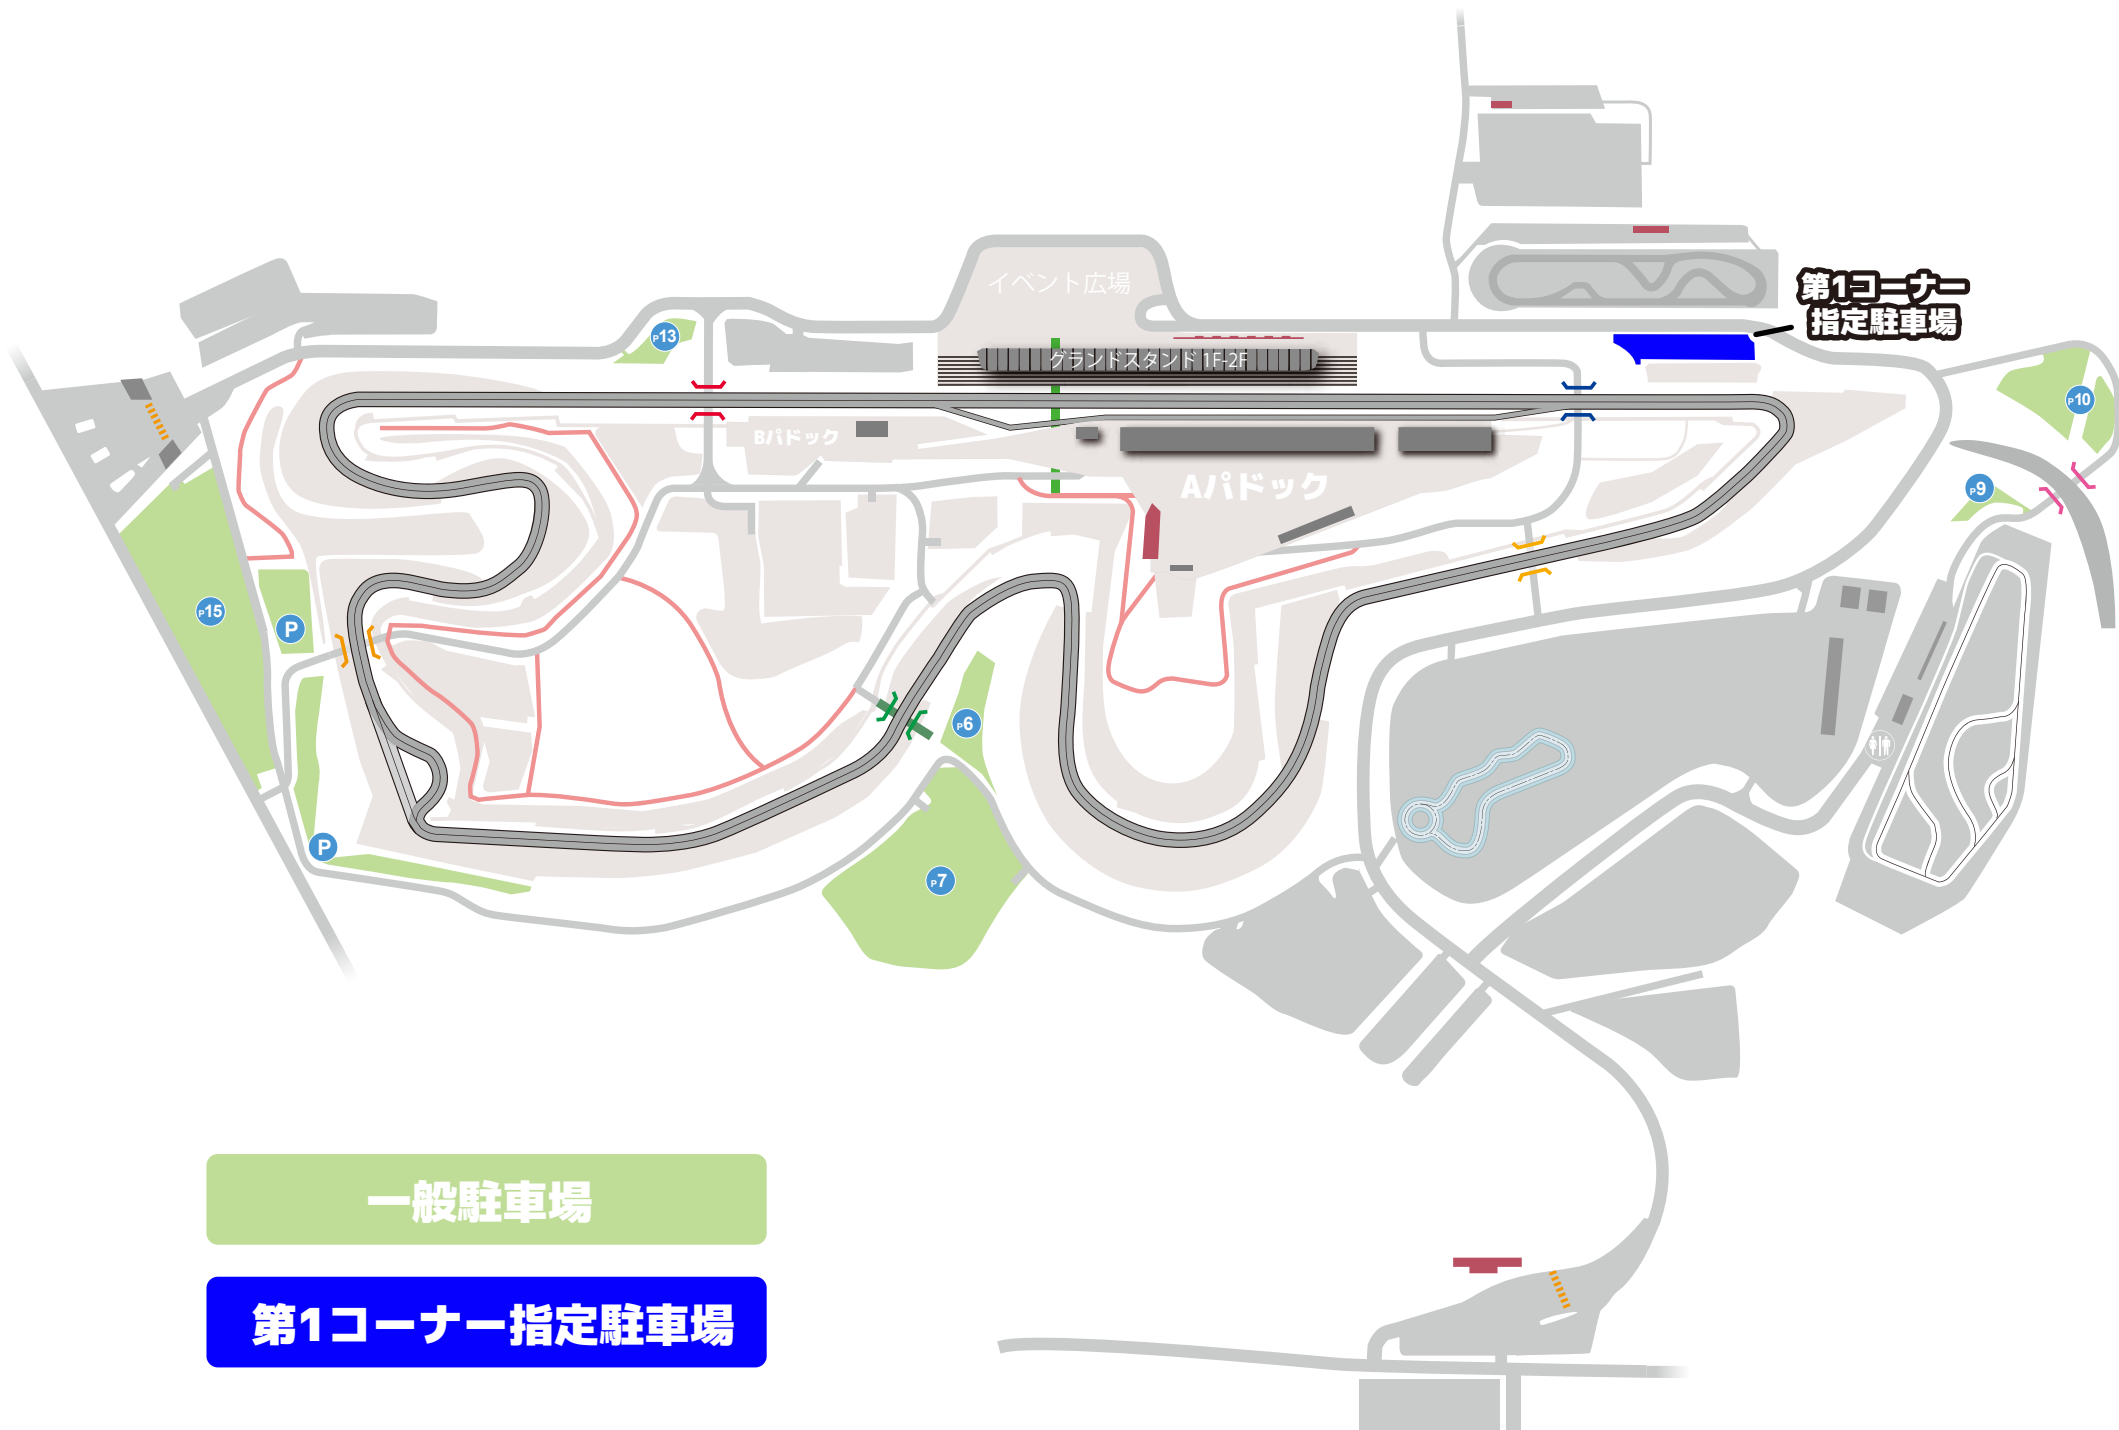 イベント広場
第1コーナー
指定駐車場
P13
グランドスタンド 1F-2F
P10
Bパドック
Aパドック
P9
P15
P
P6
P
P7
一般駐車場
第1コーナー指定駐車場